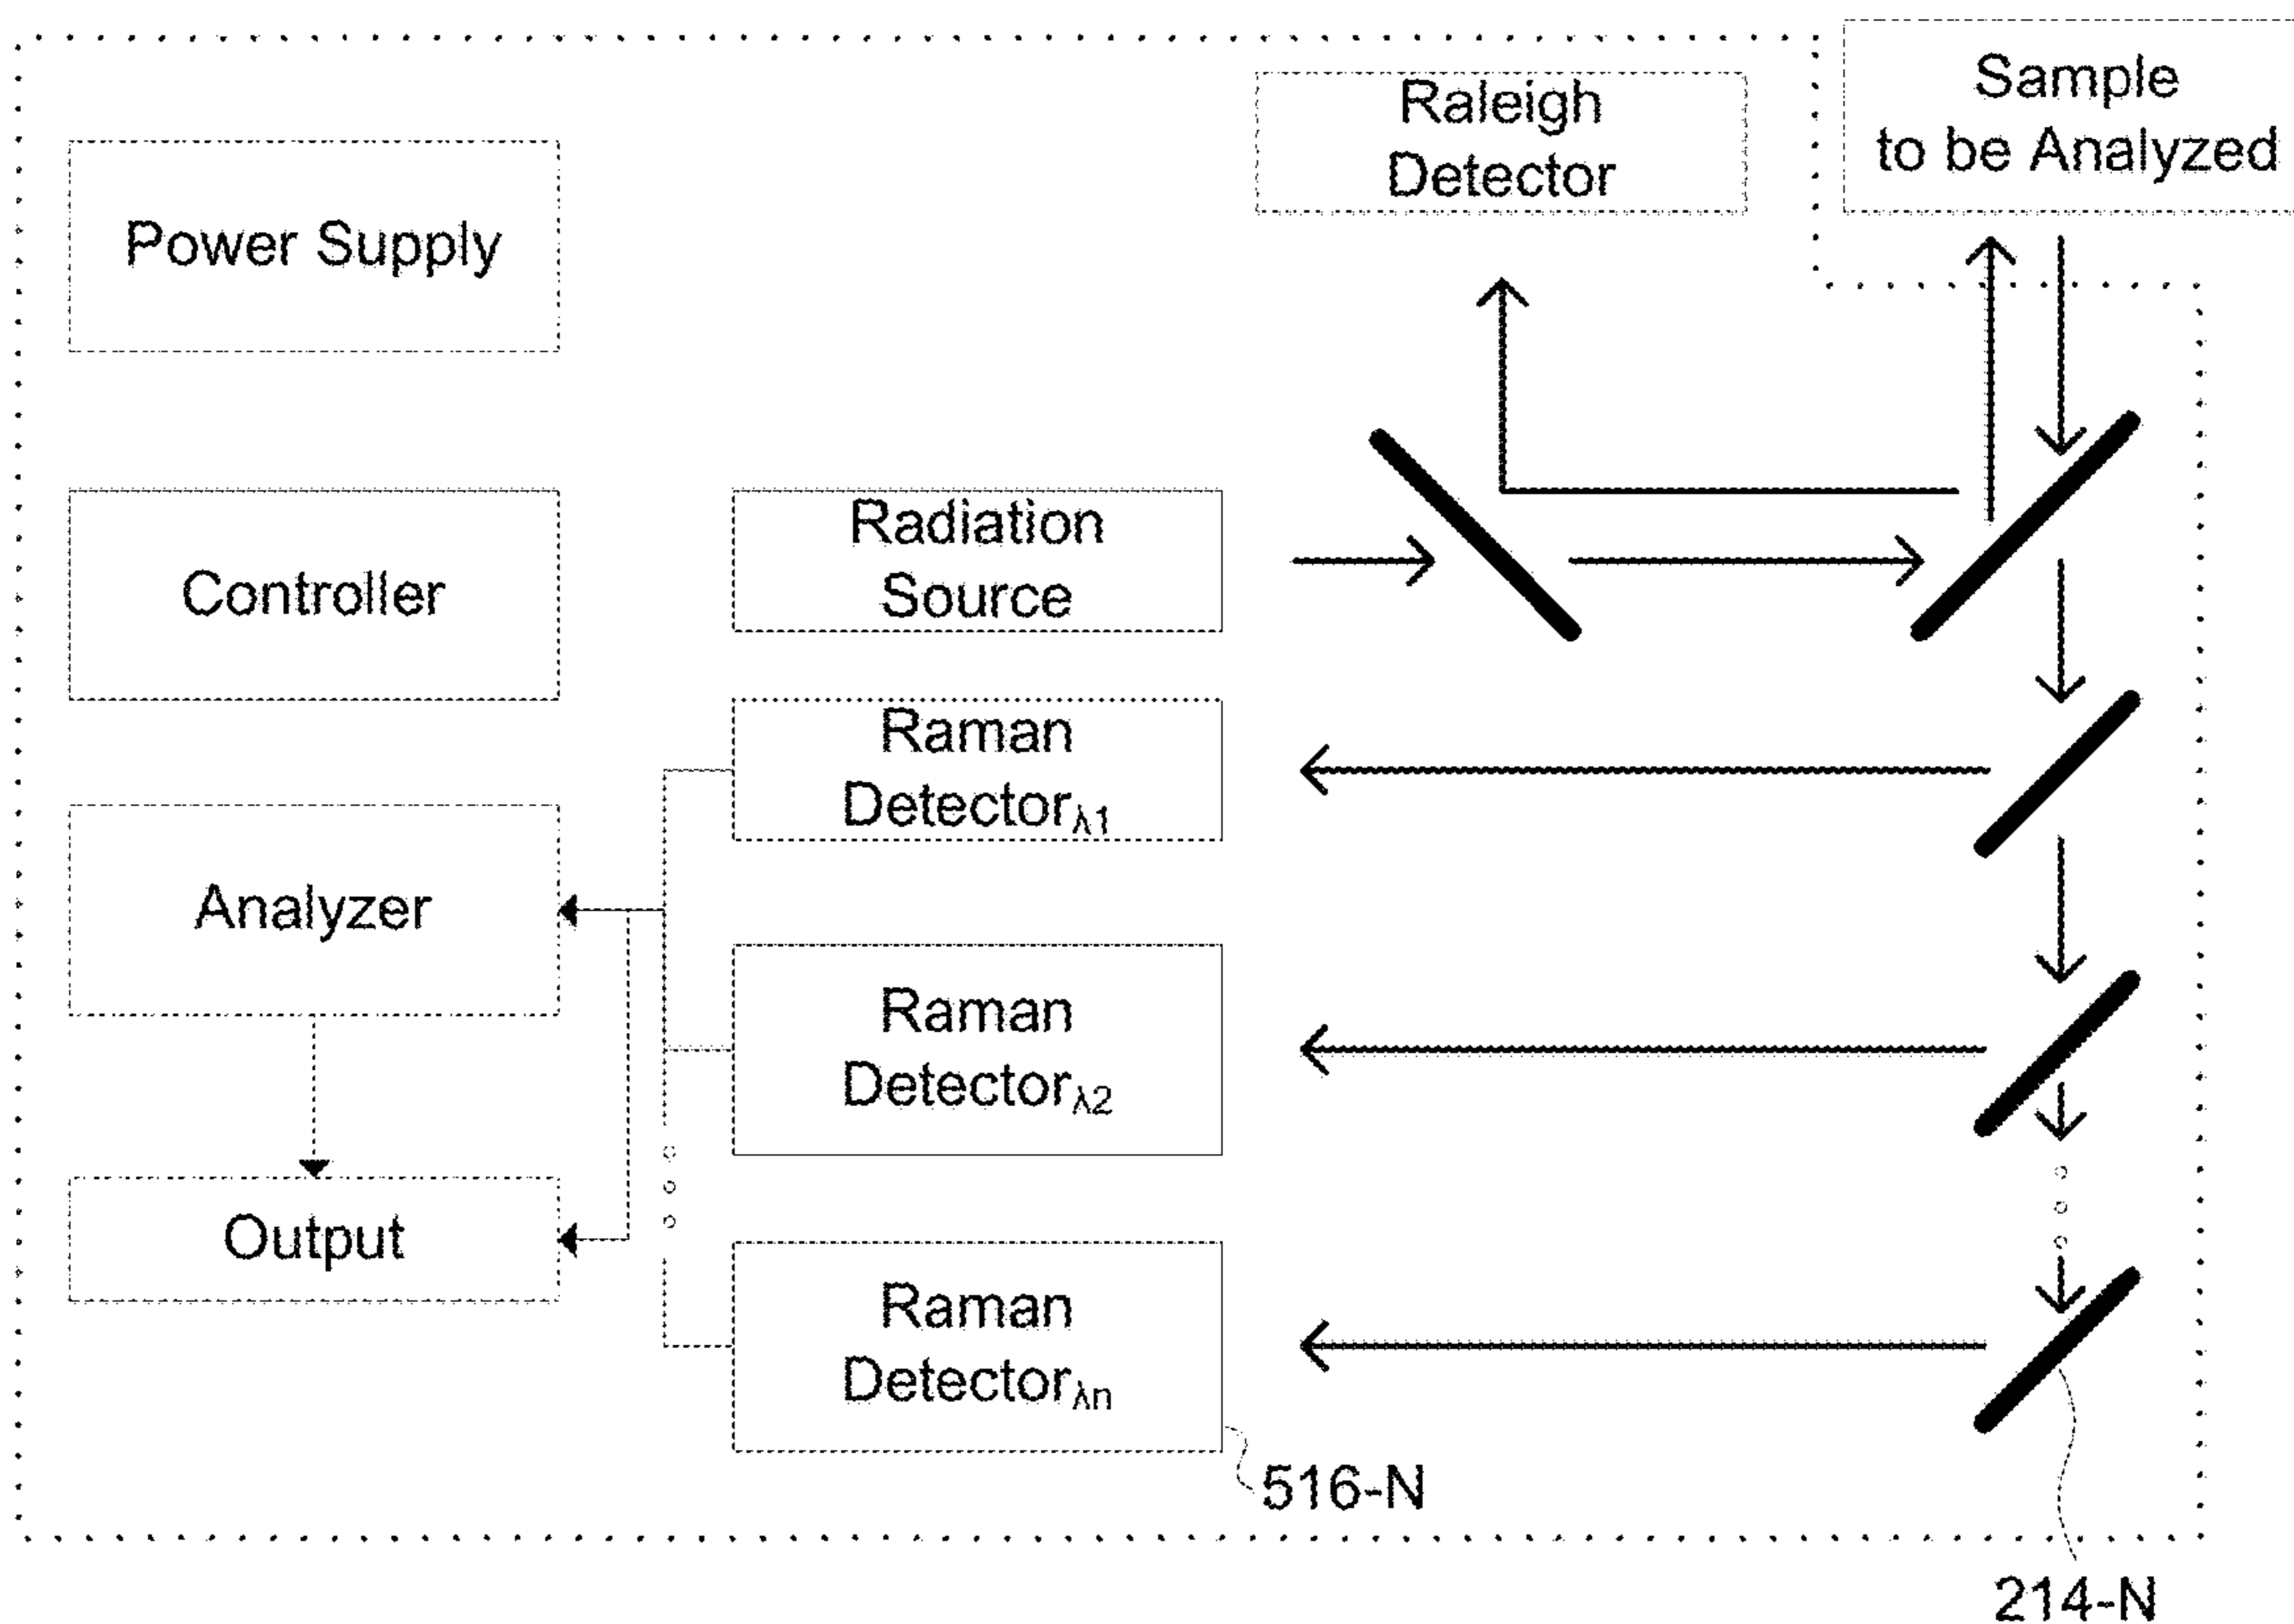 Raleigh
Detector
Sample
to be Analyzed
Power Supply
Controller
Radiation
Source
Raman
Detectorλ1
Analyzer
Raman
Detectorλ2
Output
Raman
Detectorλn
516-N
214-N